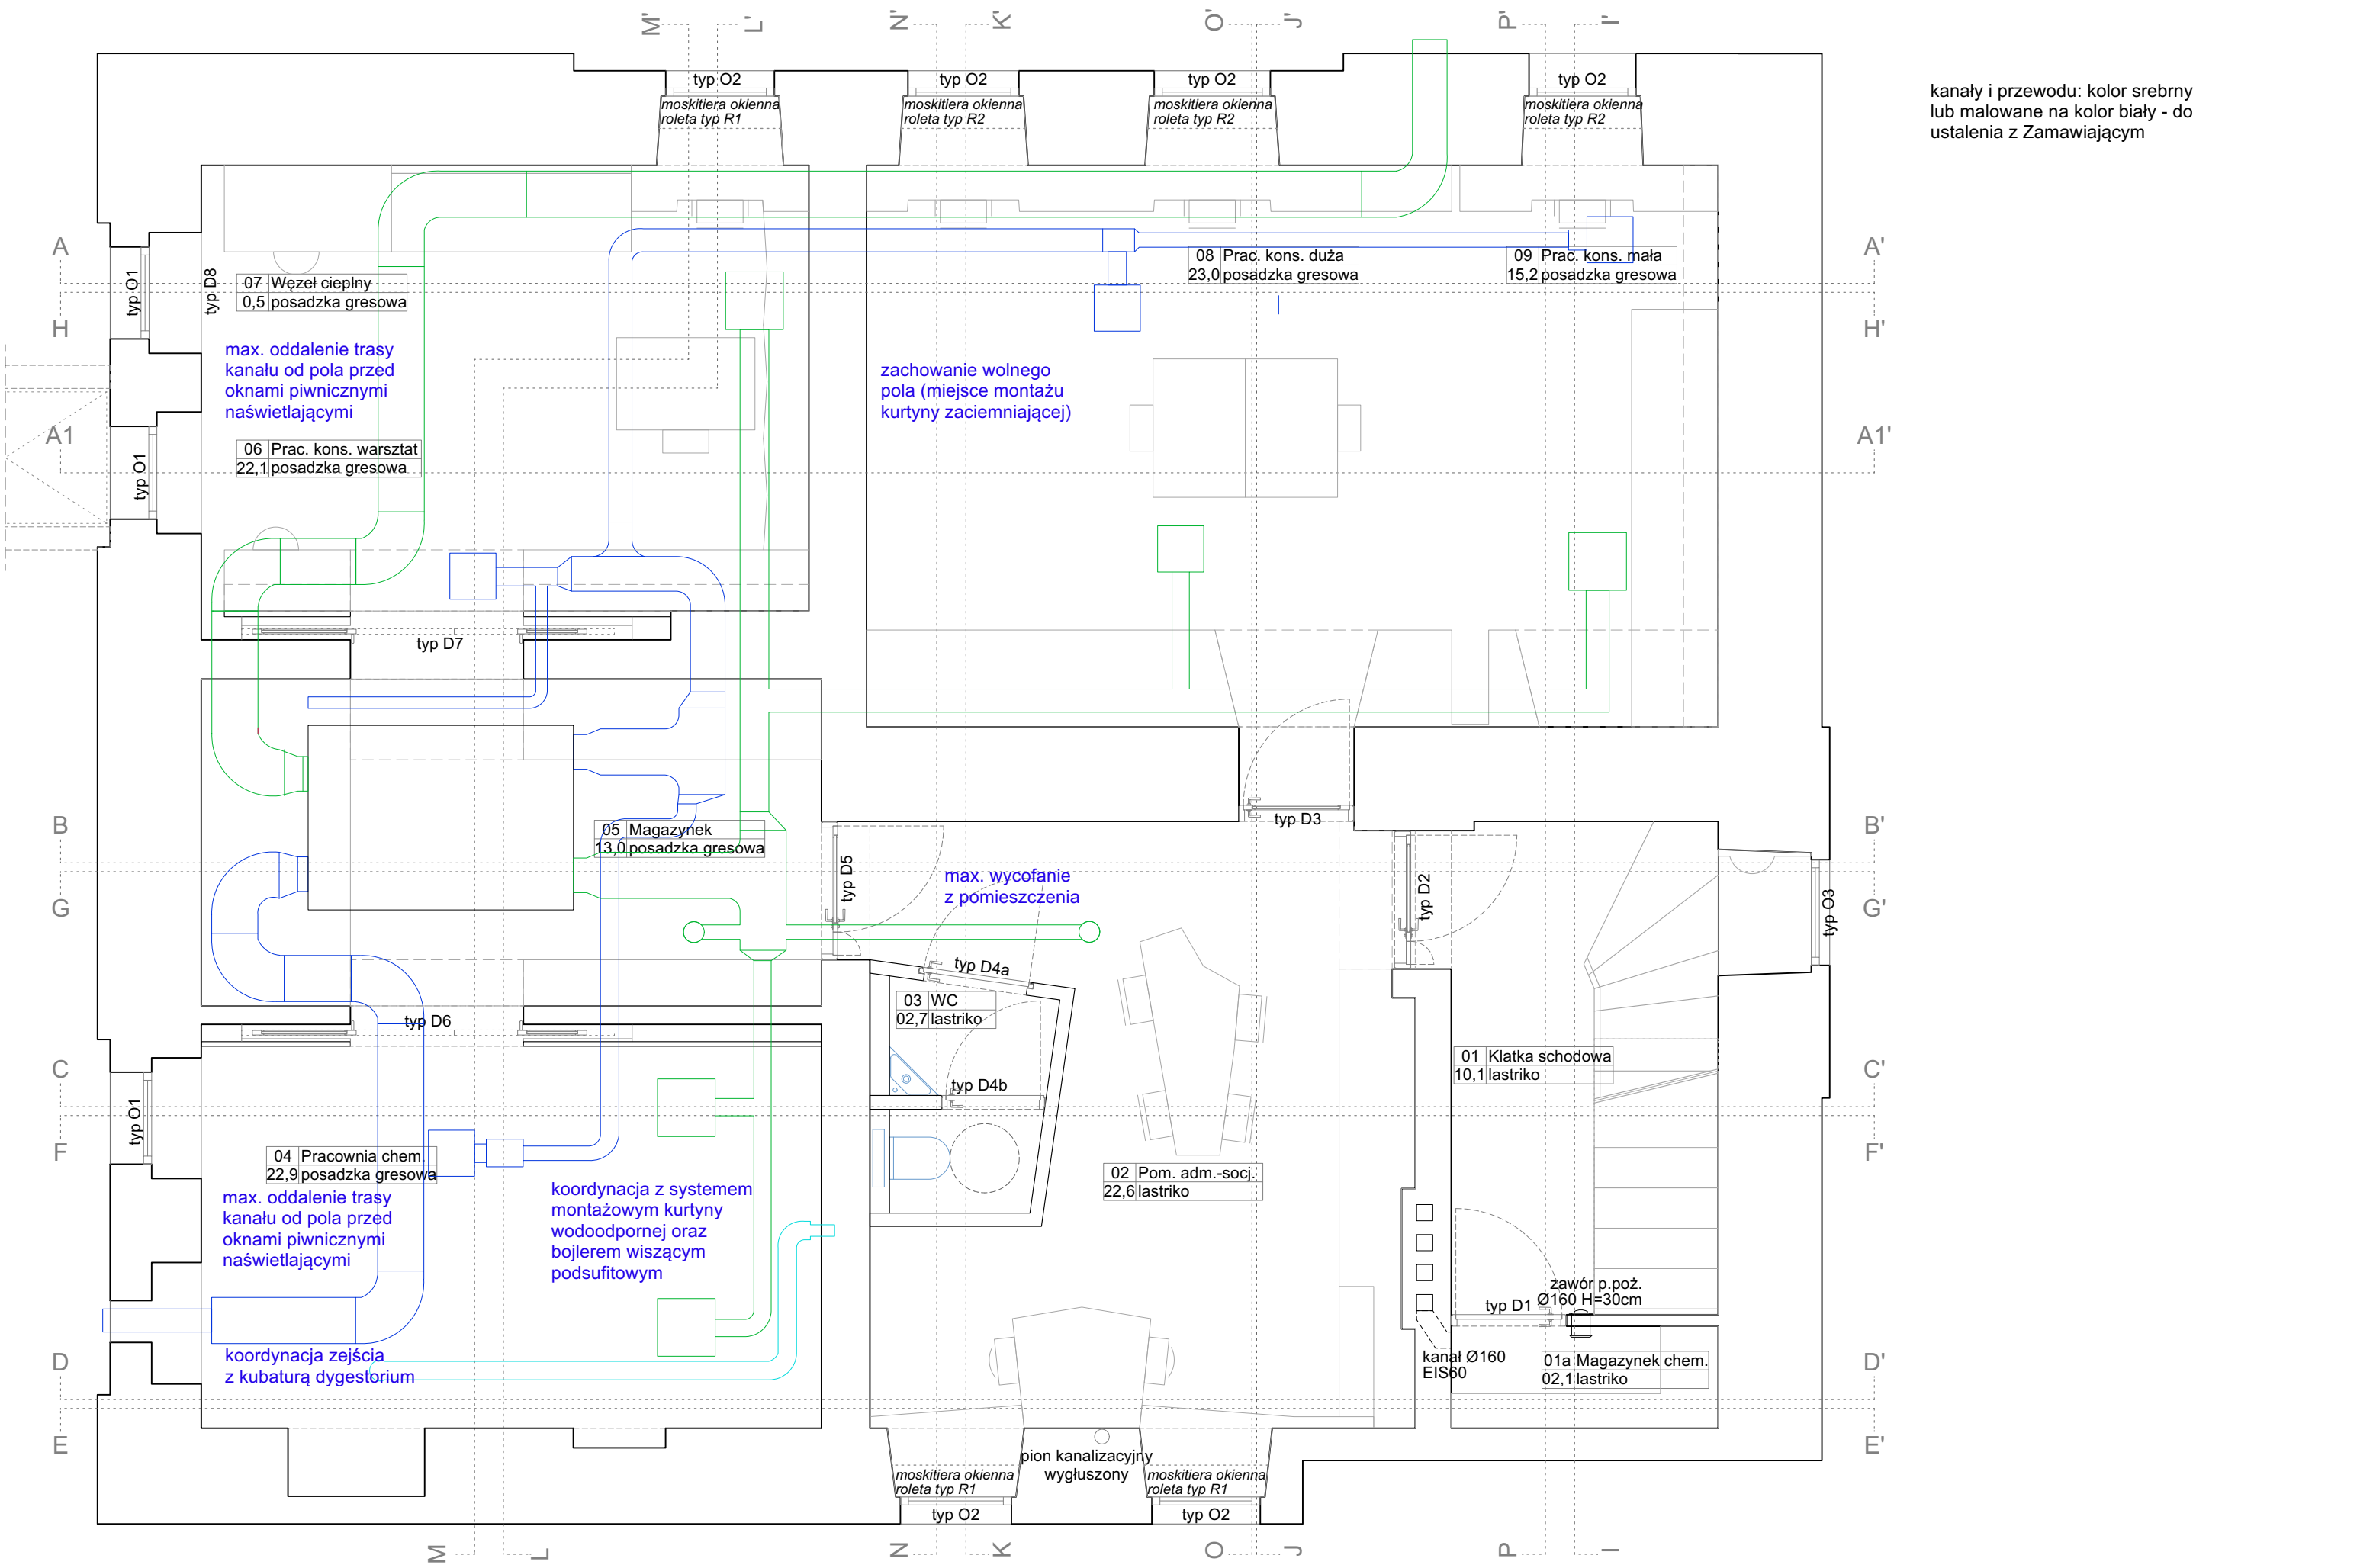 M'
L'
N'
K'
O'
J'
P'
I'
typ O2
typ O2
typ O2
typ O2
moskitiera okienna
roleta typ R1
moskitiera okienna
roleta typ R2
moskitiera okienna
roleta typ R2
moskitiera okienna
roleta typ R2
kanały i przewodu: kolor srebrny
lub malowane na kolor biały - do
ustalenia z Zamawiającym
A
A'
H
H'
typ O1
typ D8
07 Węzeł cieplny
0,5 posadzka gresowa
08 Prac. kons. duża
23,0 posadzka gresowa
09 Prac. kons. mała
15,2 posadzka gresowa
max. oddalenie trasy
kanału od pola przed
oknami piwnicznymi
naświetlającymi
zachowanie wolnego
pola (miejsce montażu
kurtyny zaciemniającej)
A1
A1'
typ O1
06 Prac. kons. warsztat
22,1 posadzka gresowa
typ D7
B
B'
G
G'
05 Magazynek
13,0 posadzka gresowa
typ D5
typ D3
typ D2
typ O3
max. wycofanie
z pomieszczenia
typ D4a
03 WC
02,7 lastriko
typ D6
typ D4b
C
C'
F
F'
typ O1
01 Klatka schodowa
10,1 lastriko
04 Pracownia chem.
22,9 posadzka gresowa
02 Pom. adm.-socj.
22,6 lastriko
max. oddalenie trasy
kanału od pola przed
oknami piwnicznymi
naświetlającymi
koordynacja z systemem
montażowym kurtyny
wodoodpornej oraz
bojlerem wiszącym
podsufitowym
zawór p.poż.
Ø160 H=30cm
typ D1
koordynacja zejścia
z kubaturą dygestorium
kanał Ø160
EIS60
01a Magazynek chem.
02,1 lastriko
D
D'
E
E'
pion kanalizacyjny
wygłuszony
moskitiera okienna
roleta typ R1
moskitiera okienna
roleta typ R1
typ O2
typ O2
M
L
N
K
O
J
P
I